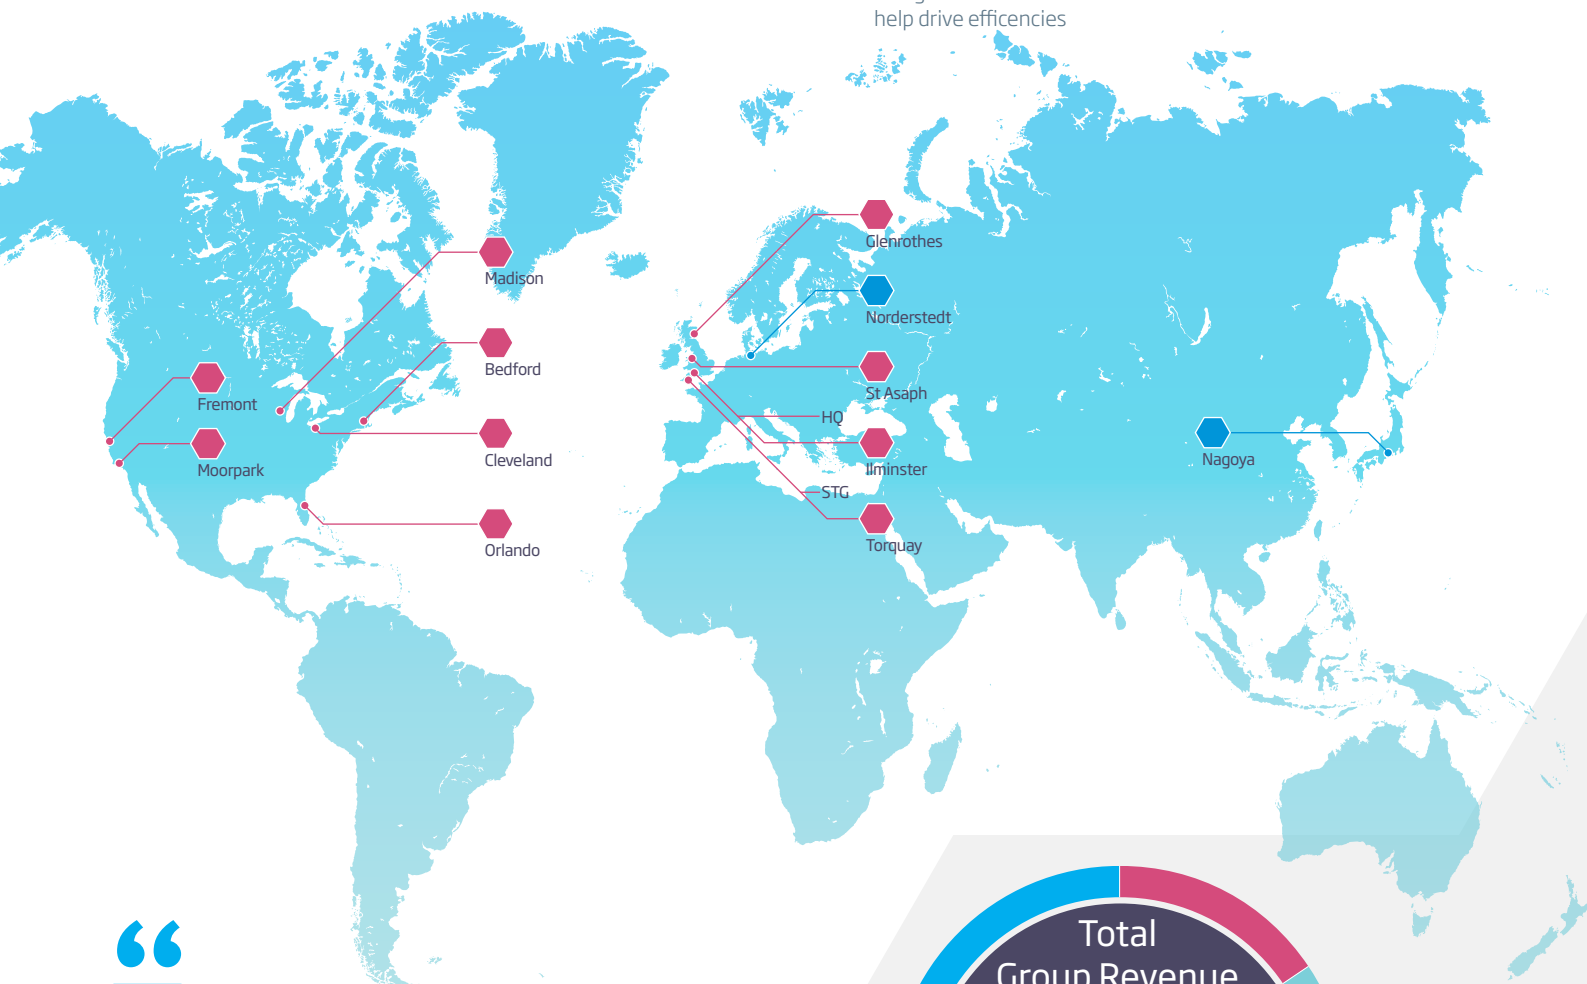 help drive efficencies
Glenrothes
Madison
Norderstedt
Bedford
St Asaph
Fremont
HQ
Cleveland
Nagoya
Moorpark
Ilminster
STG
Orlando
Torquay
“
Total
Group Revenue